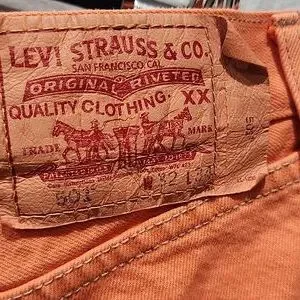 LEVI STRAUSS & CO.
SAN FRANCISCO CAL.
ORIGINAL RIVETED
QUALITY CLOTHING XX
TRADE MARK
501